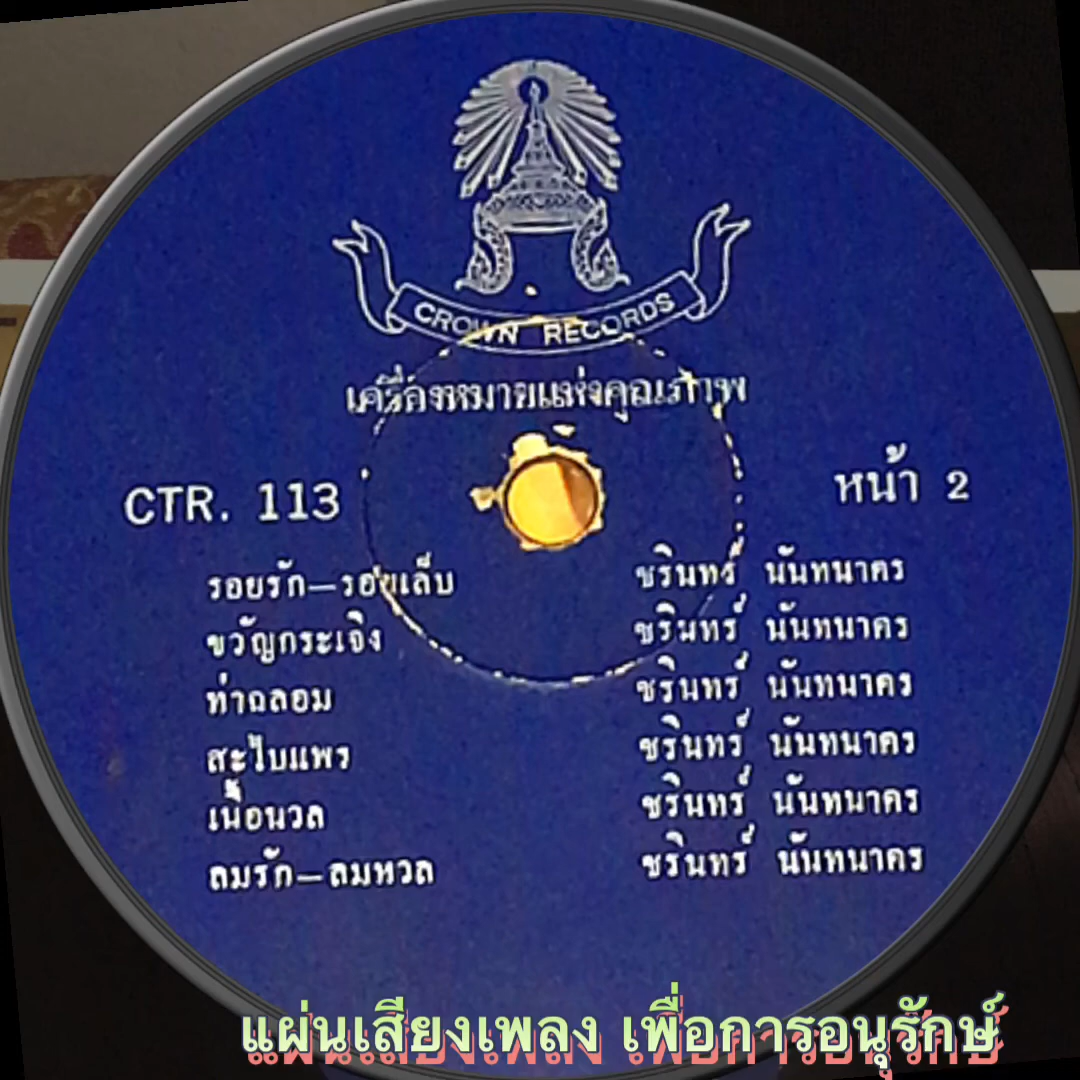 CROWN RECORDS
เครื่องหมายแห่งคุณภาพ
CTR. 113 หน้า 2
รอยรัก–รอยเล็บ ชรินทร์ นันทนาคร
ขวัญกระเจิง ชรินทร์ นันทนาคร
ท่าฉลอม ชรินทร์ นันทนาคร
สะไบแพร ชรินทร์ นันทนาคร
เนื้อนวล ชรินทร์ นันทนาคร
ลมรัก–ลมหวล ชรินทร์ นันทนาคร
แผ่นเสียงเพลง เพื่อการอนุรักษ์